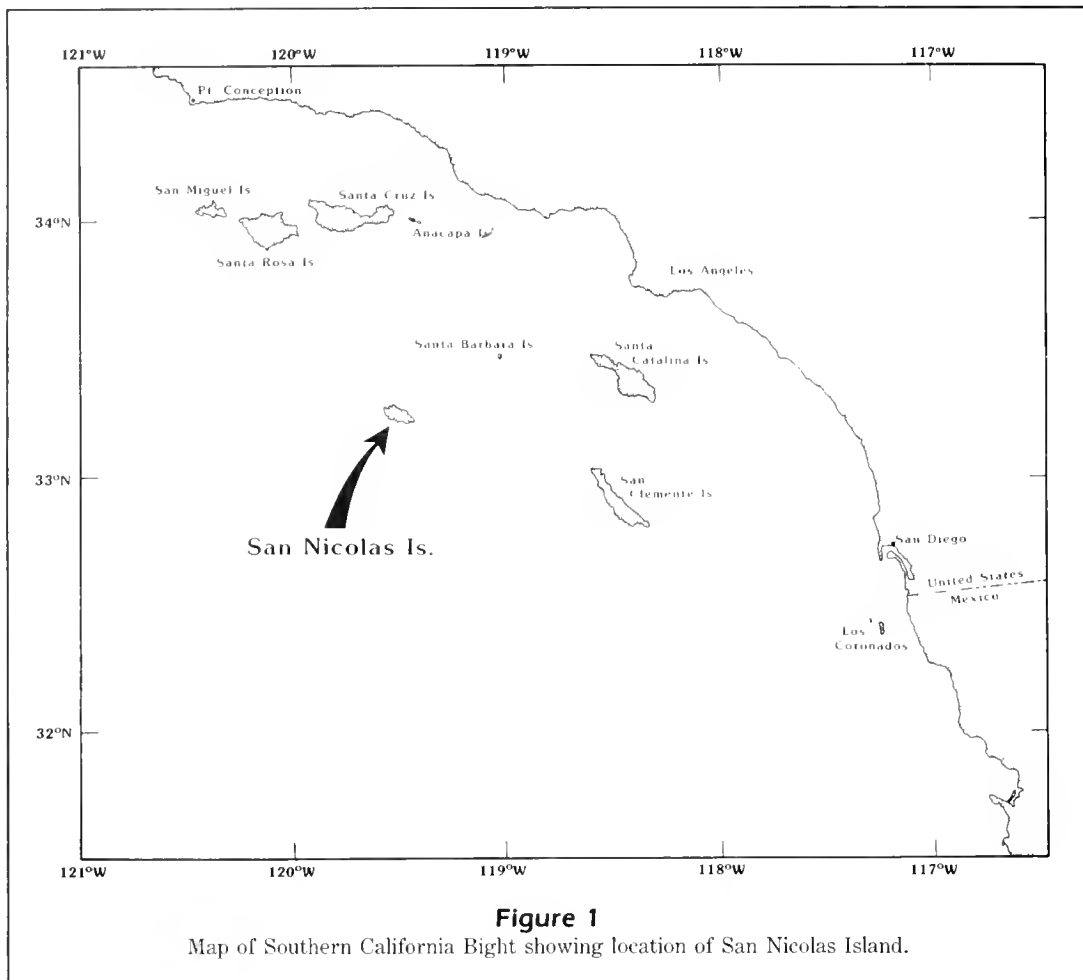 121°W 120°W 119°W 118°W 117°W
Pt. Conception
San Miguel Is
Santa Cruz Is
34°N
Anacapa Is
Santa Rosa Is
Los Angeles
Santa Barbara Is
Santa
Catalina Is
33°N
San
Clemente Is
San Nicolas Is.
San Diego
United States
Mexico
Los
Coronados
32°N
121°W 120°W 119°W 118°W 117°W
Figure 1
Map of Southern California Bight showing location of San Nicolas Island.